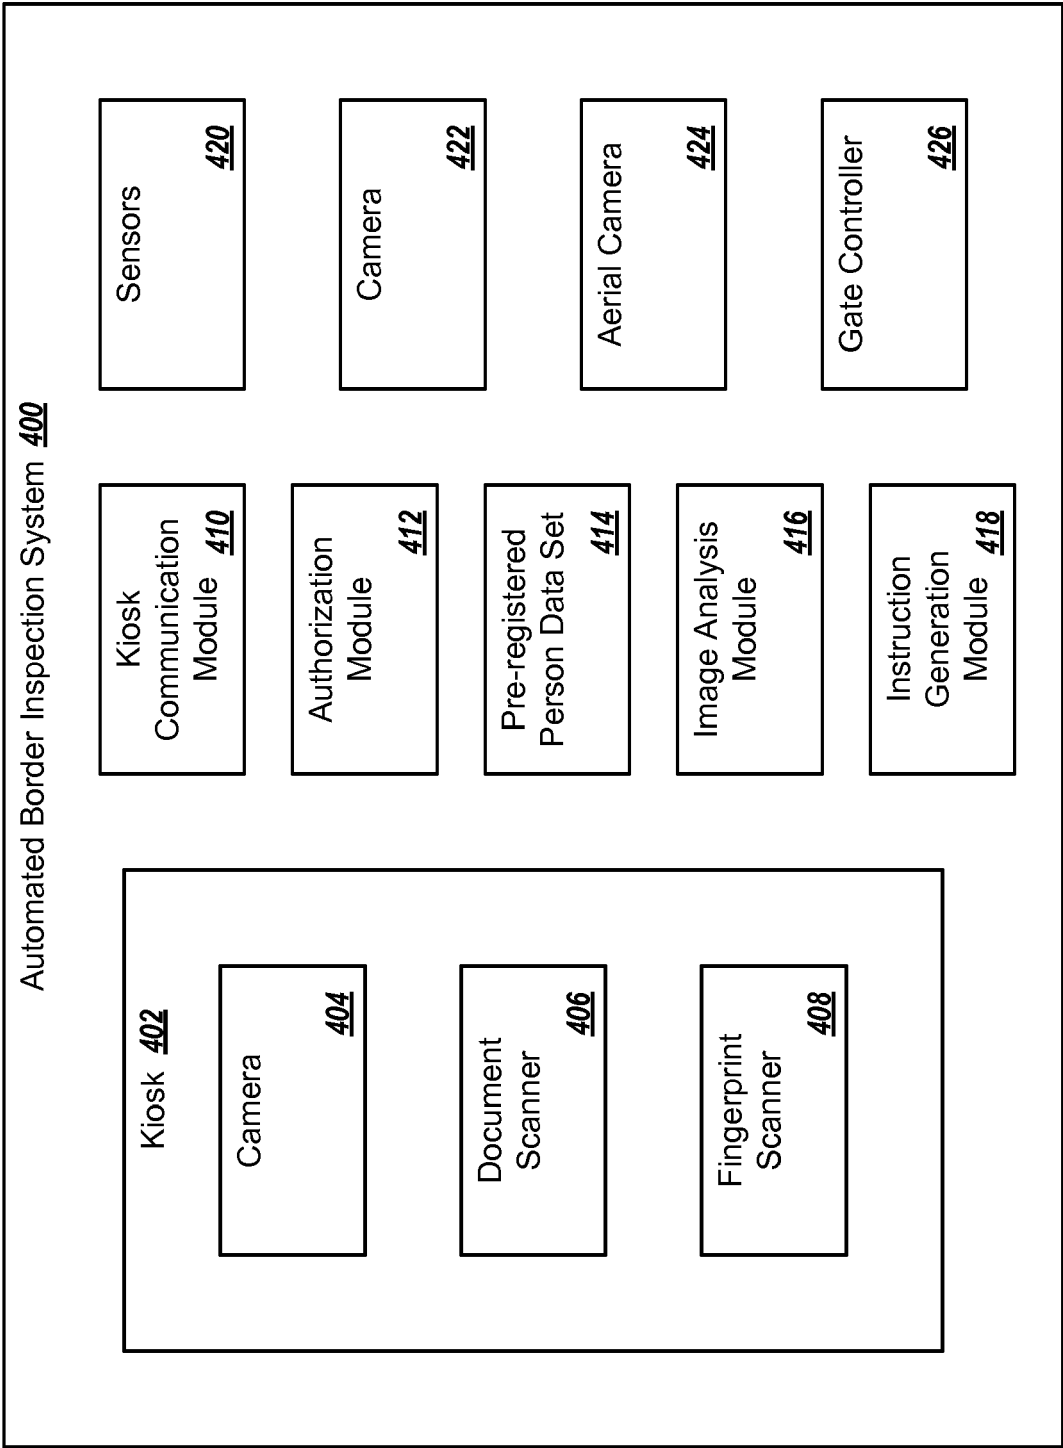 Automated Border Inspection System 400
Kiosk 402
Camera
404
Document
Scanner
406
Fingerprint
Scanner
408
Kiosk
Communication
Module 410
Authorization
Module
412
Pre-registered
Person Data Set
414
Image Analysis
Module
416
Instruction
Generation
Module
418
Sensors
420
Camera
422
Aerial Camera
424
Gate Controller
426